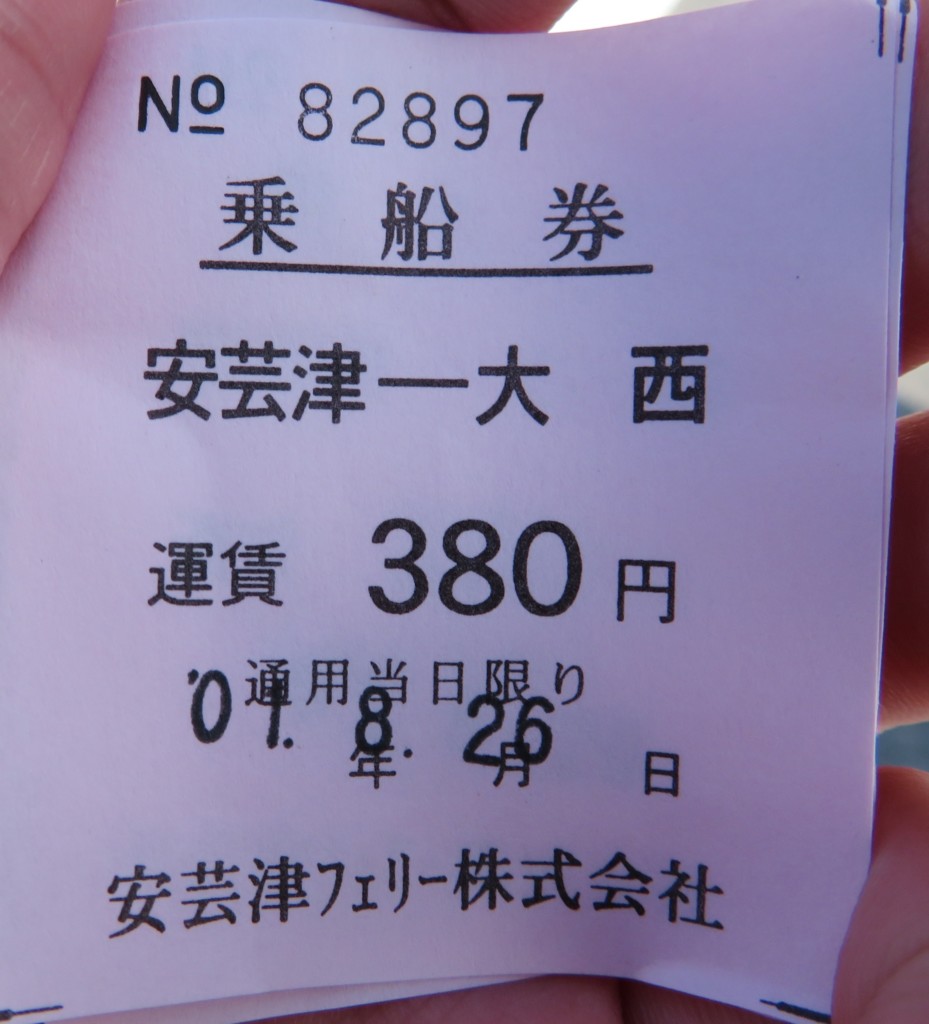 № 82897
乗船券
安芸津―大西
運賃 380円
通用当日限り
'01. 8. 26
年 月 日
安芸津フェリー株式会社